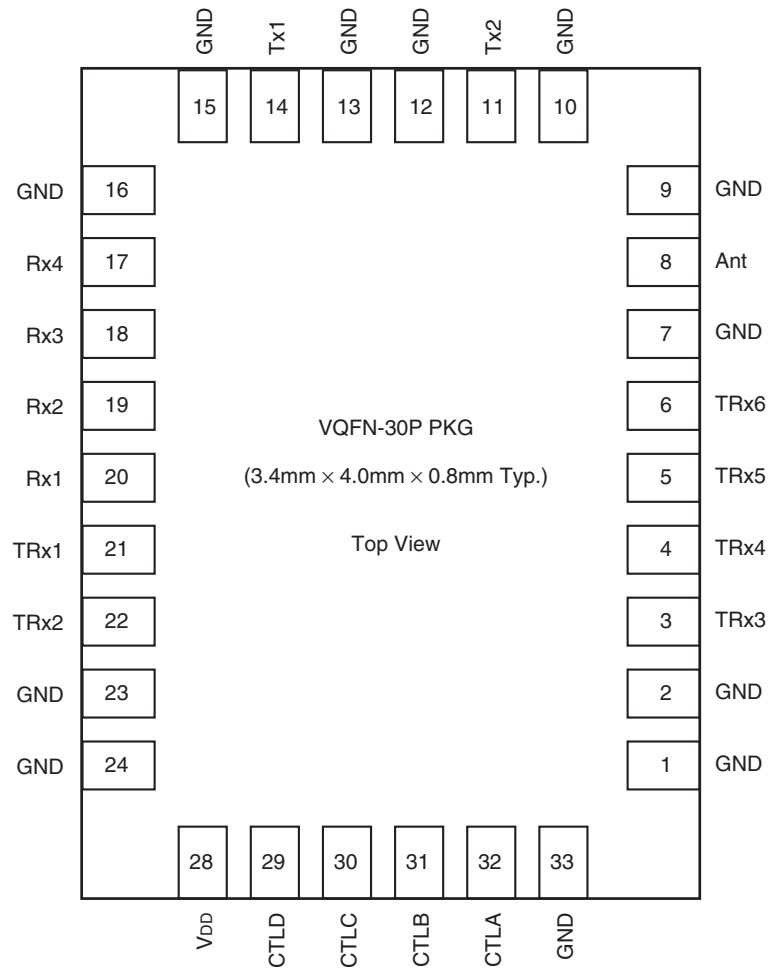 GND Tx1 GND GND Tx2 GND
15 14 13 12 11 10
GND 16 9 GND
Rx4 17 8 Ant
Rx3 18 7 GND
Rx2 19 6 TRx6
VQFN-30P PKG
Rx1 20 (3.4mm × 4.0mm × 0.8mm Typ.) 5 TRx5
TRx1 21 Top View 4 TRx4
TRx2 22 3 TRx3
GND 23 2 GND
GND 24 1 GND
28 29 30 31 32 33
VDD CTLD CTLC CTLB CTLA GND